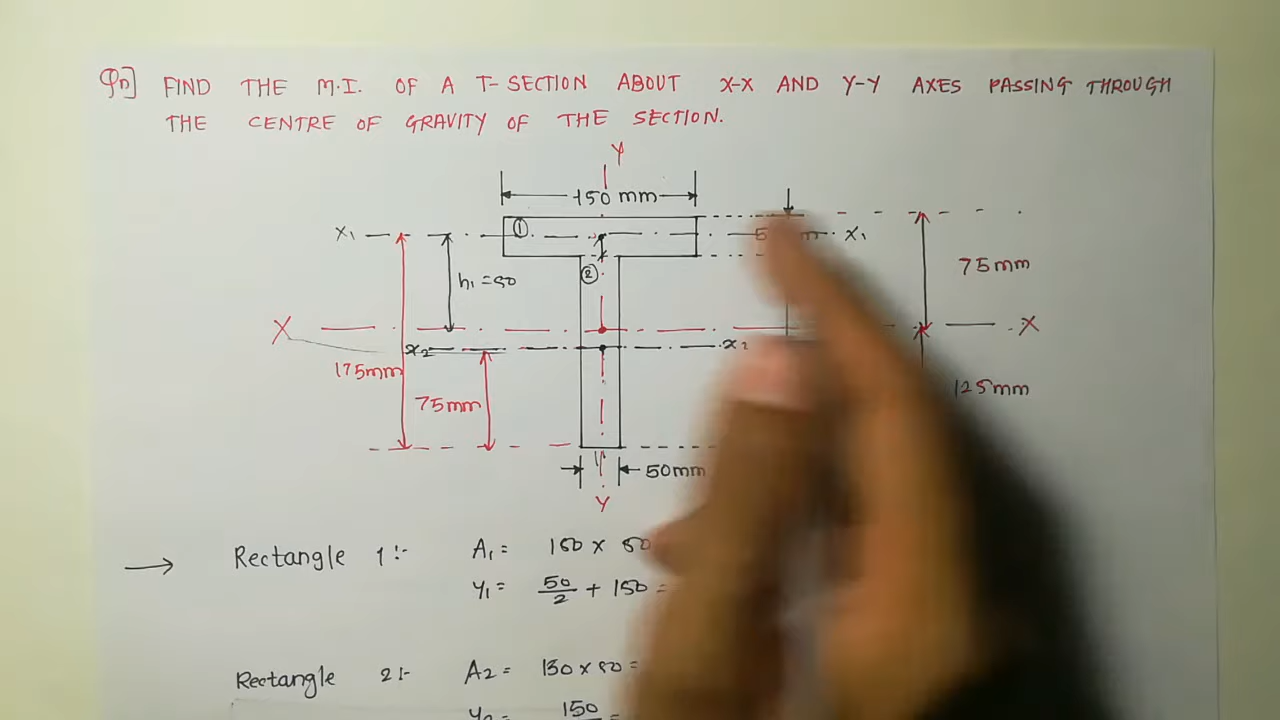 Qn] FIND THE M.I. OF A T-SECTION ABOUT X-X AND Y-Y AXES PASSING THROUGH
THE CENTRE OF GRAVITY OF THE SECTION.
Y
150 mm
X1
①
X1
②
h1 = 50
75mm
X
X
x2
x2
175mm
75mm
125mm
50mm
Y
Rectangle 1:- A1 = 150 x 50
y1 = 50/2 + 150 =
Rectangle 2:- A2 = 150 x 50 =
150